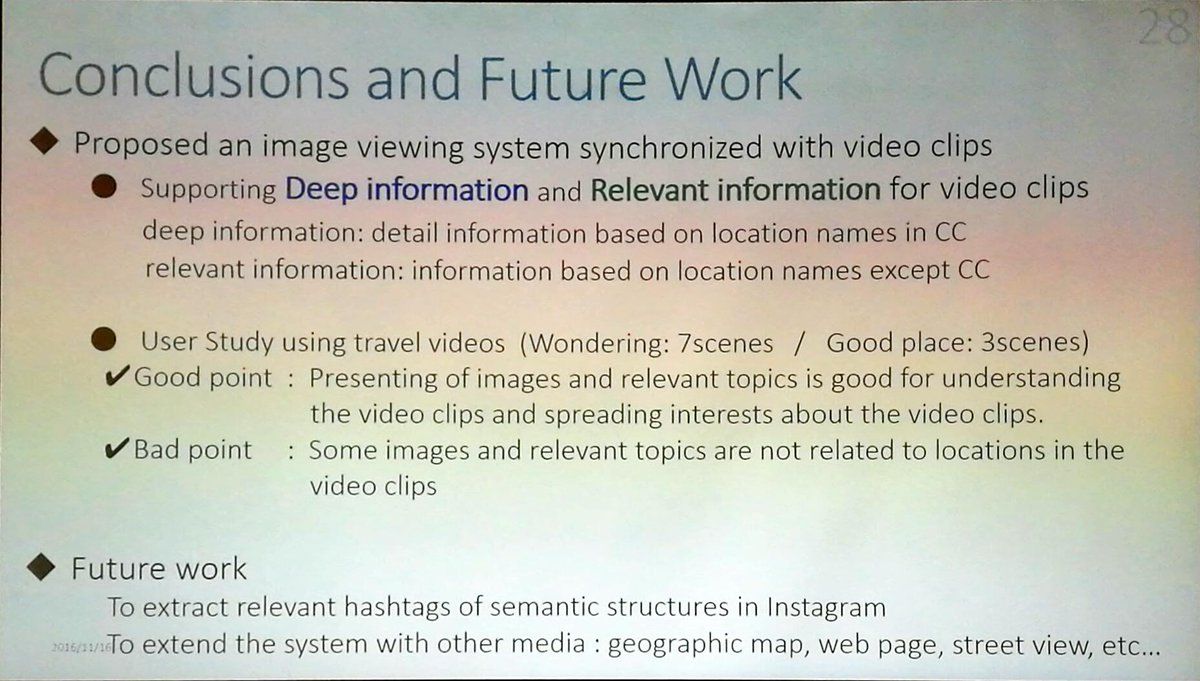 28
Conclusions and Future Work
Proposed an image viewing system synchronized with video clips
Supporting Deep information and Relevant information for video clips
deep information: detail information based on location names in CC
relevant information: information based on location names except CC
User Study using travel videos (Wondering: 7scenes / Good place: 3scenes)
✔Good point : Presenting of images and relevant topics is good for understanding
the video clips and spreading interests about the video clips.
✔Bad point : Some images and relevant topics are not related to locations in the
video clips
Future work
To extract relevant hashtags of semantic structures in Instagram
2016/11/16
To extend the system with other media : geographic map, web page, street view, etc...